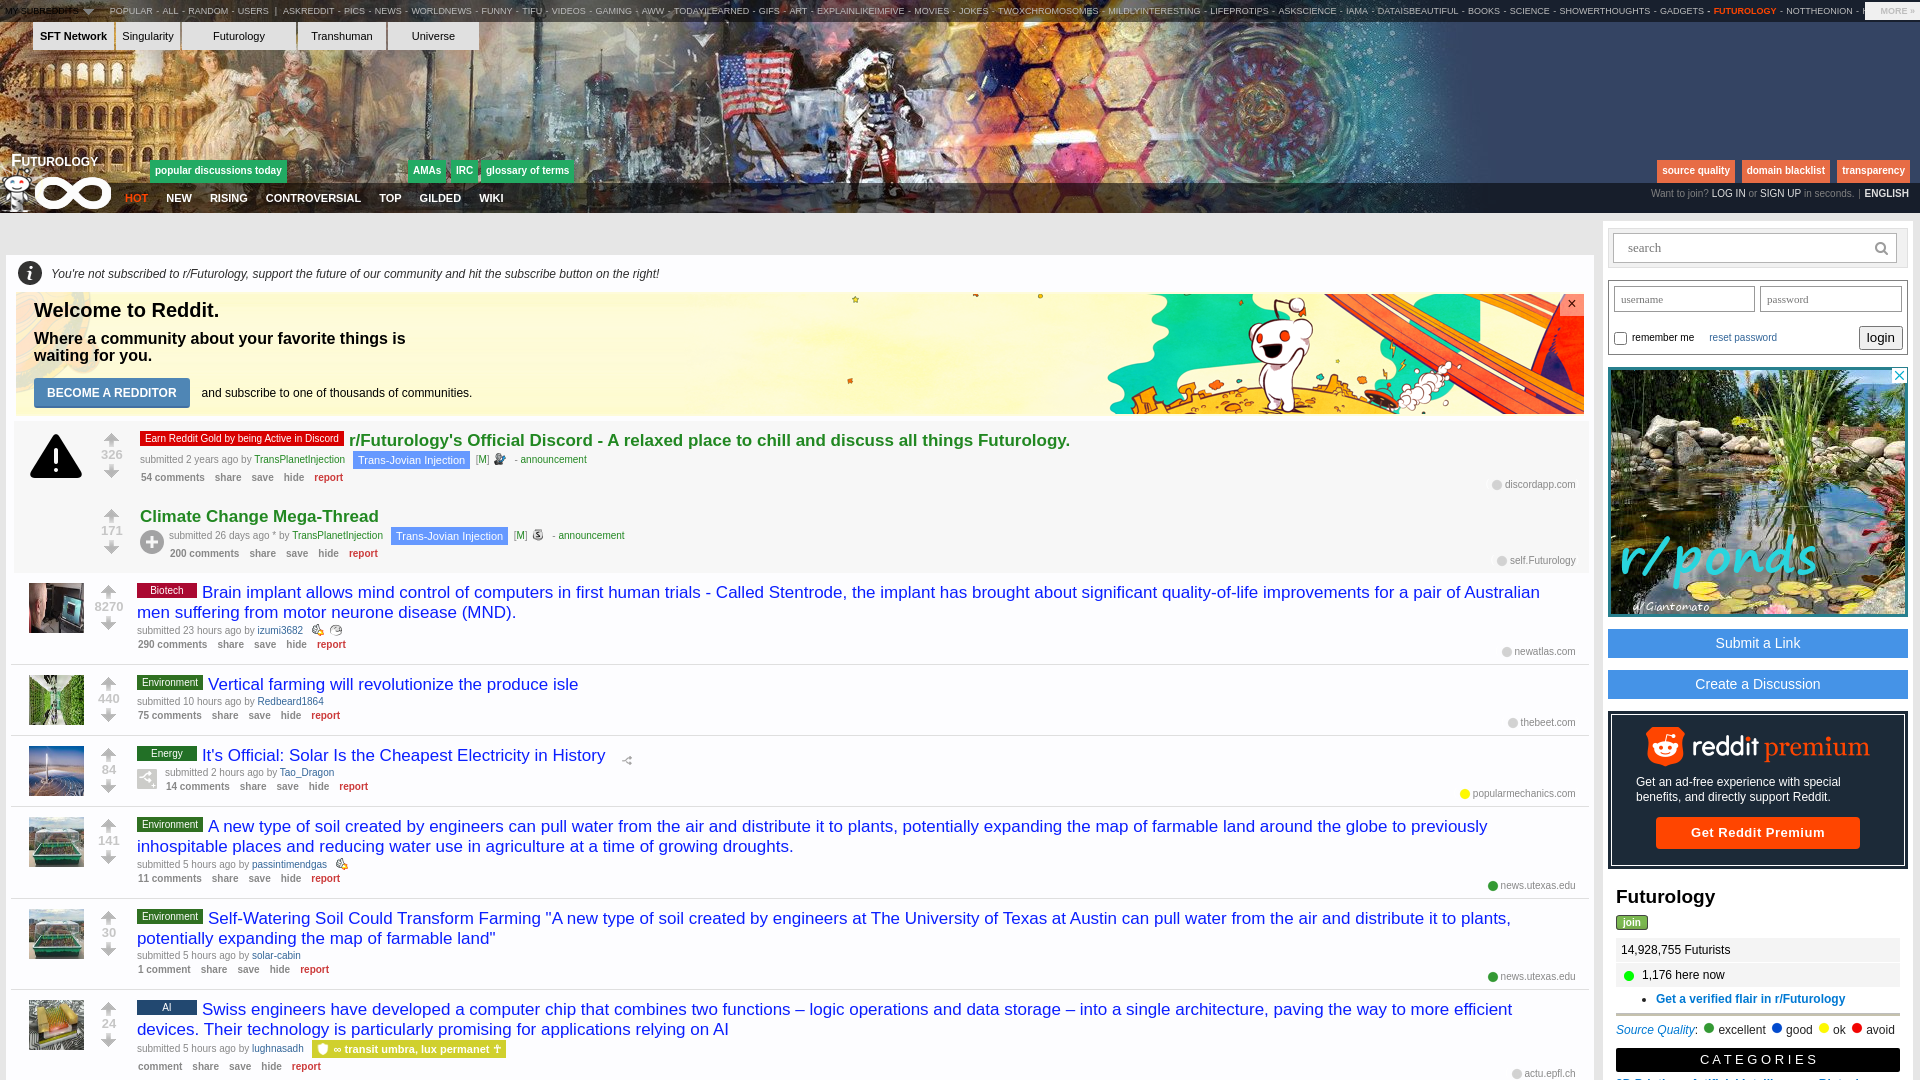 MY SUBREDDITS POPULAR - ALL - RANDOM - USERS | ASKREDDIT - PICS - NEWS - WORLDNEWS - FUNNY - TIFU - VIDEOS - GAMING - AWW - TODAYILEARNED - GIFS - ART - EXPLAINLIKEIMFIVE - MOVIES - JOKES - TWOXCHROMOSOMES - MILDLYINTERESTING - LIFEPROTIPS - ASKSCIENCE - IAMA - DATAISBEAUTIFUL - BOOKS - SCIENCE - SHOWERTHOUGHTS - GADGETS - FUTUROLOGY - NOTTHEONION - MORE »
SFT Network Singularity Futurology Transhuman Universe
FUTUROLOGY
popular discussions today AMAs IRC glossary of terms source quality domain blacklist transparency
HOT NEW RISING CONTROVERSIAL TOP GILDED WIKI
Want to join? LOG IN or SIGN UP in seconds. | ENGLISH
You're not subscribed to r/Futurology, support the future of our community and hit the subscribe button on the right!
Welcome to Reddit.
×
Where a community about your favorite things is
waiting for you.
BECOME A REDDITOR and subscribe to one of thousands of communities.
326
Earn Reddit Gold by being Active in Discord r/Futurology's Official Discord - A relaxed place to chill and discuss all things Futurology.
submitted 2 years ago by TransPlanetInjection Trans-Jovian Injection [M] - announcement
54 comments share save hide report
discordapp.com
171
Climate Change Mega-Thread
submitted 26 days ago * by TransPlanetInjection Trans-Jovian Injection [M] - announcement
200 comments share save hide report
self.Futurology
8270
Biotech Brain implant allows mind control of computers in first human trials - Called Stentrode, the implant has brought about significant quality-of-life improvements for a pair of Australian
men suffering from motor neurone disease (MND).
submitted 23 hours ago by izumi3682
290 comments share save hide report
newatlas.com
440
Environment Vertical farming will revolutionize the produce isle
submitted 10 hours ago by Redbeard1864
75 comments share save hide report
thebeet.com
84
Energy It's Official: Solar Is the Cheapest Electricity in History
submitted 2 hours ago by Tao_Dragon
14 comments share save hide report
popularmechanics.com
141
Environment A new type of soil created by engineers can pull water from the air and distribute it to plants, potentially expanding the map of farmable land around the globe to previously
inhospitable places and reducing water use in agriculture at a time of growing droughts.
submitted 5 hours ago by passintimendgas
11 comments share save hide report
news.utexas.edu
30
Environment Self-Watering Soil Could Transform Farming "A new type of soil created by engineers at The University of Texas at Austin can pull water from the air and distribute it to plants,
potentially expanding the map of farmable land"
submitted 5 hours ago by solar-cabin
1 comment share save hide report
news.utexas.edu
24
AI Swiss engineers have developed a computer chip that combines two functions – logic operations and data storage – into a single architecture, paving the way to more efficient
devices. Their technology is particularly promising for applications relying on AI
submitted 5 hours ago by lughnasadh ∞ transit umbra, lux permanet ☥
comment share save hide report
actu.epfl.ch
search
username password
remember me reset password login
r/ponds
u/Giantomato
Submit a Link
Create a Discussion
reddit premium
Get an ad-free experience with special
benefits, and directly support Reddit.
Get Reddit Premium
Futurology
join
14,928,755 Futurists
1,176 here now
• Get a verified flair in r/Futurology
Source Quality: excellent good ok avoid
CATEGORIES